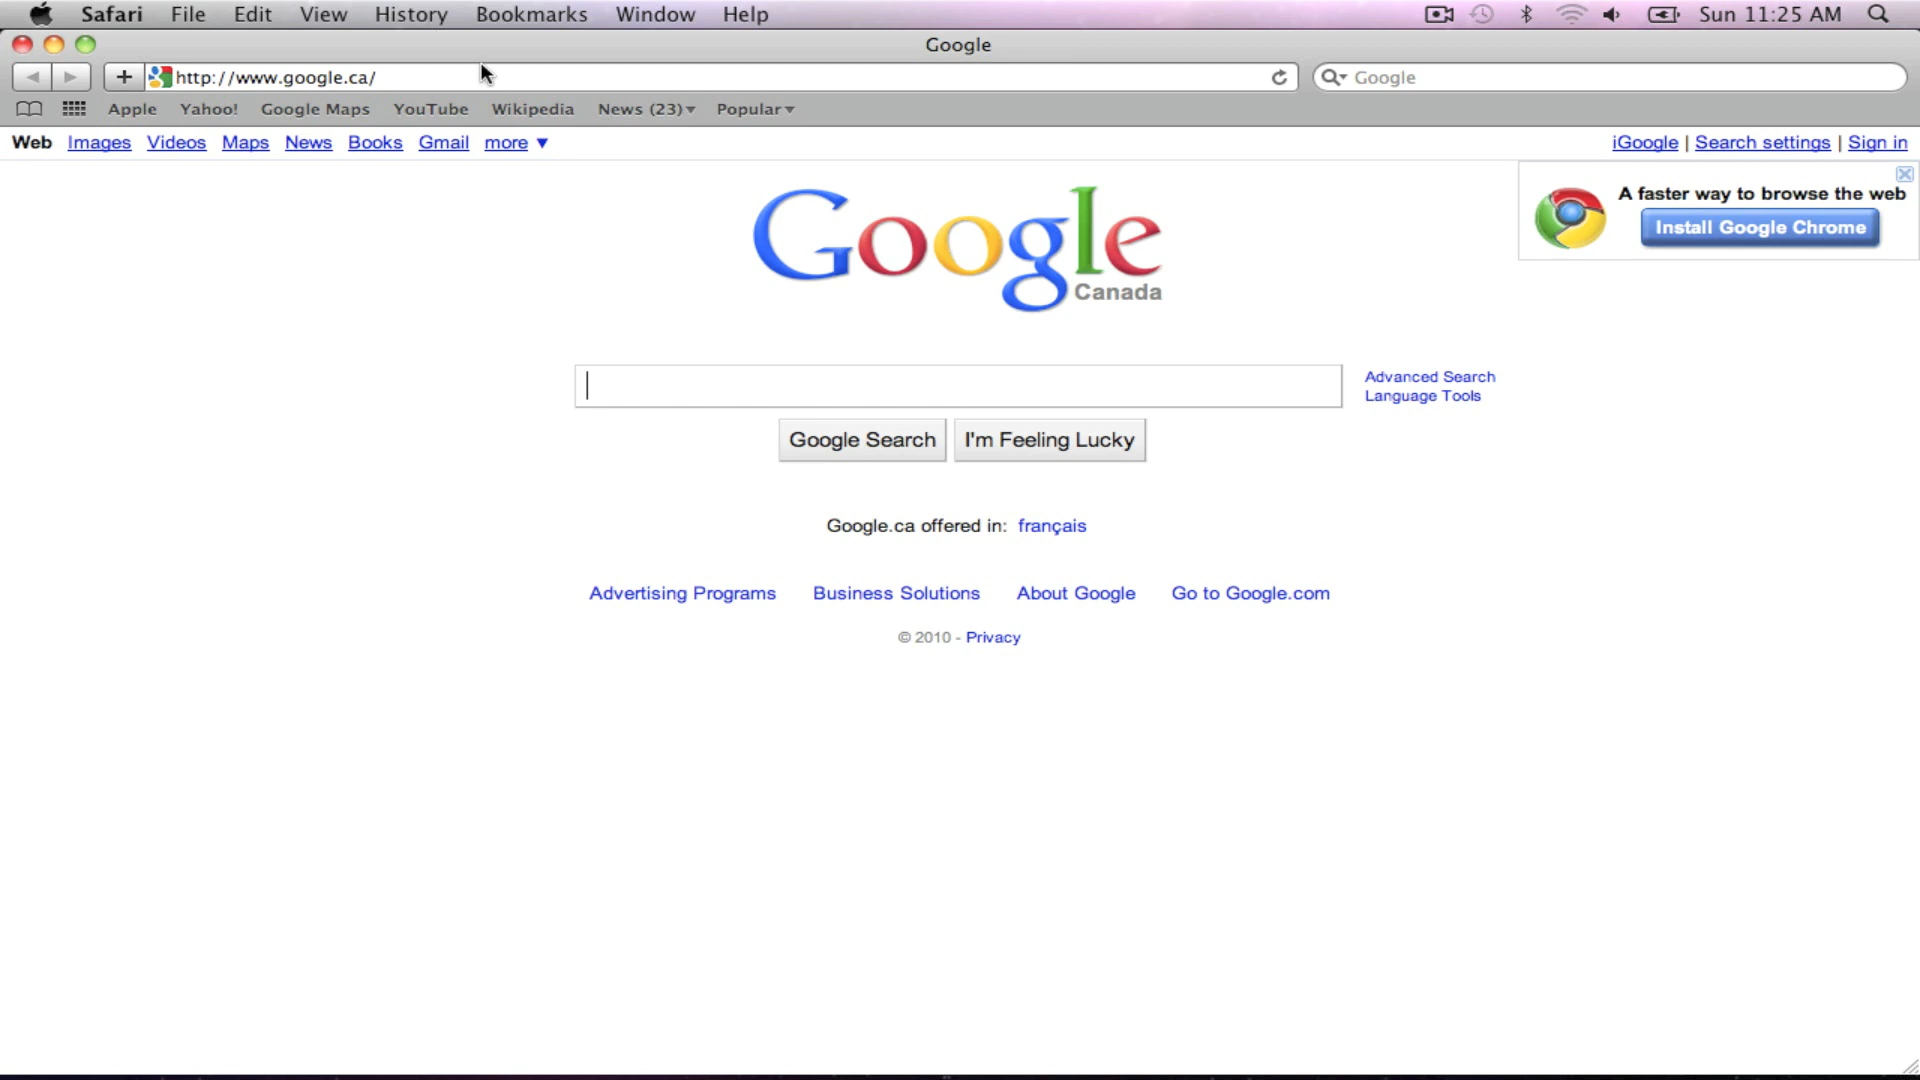 Safari File Edit View History Bookmarks Window Help Sun 11:25 AM
Google
http://www.google.ca/ Google
Apple Yahoo! Google Maps YouTube Wikipedia News (23)▾ Popular▾
Web Images Videos Maps News Books Gmail more ▼ iGoogle | Search settings | Sign in
A faster way to browse the web
Install Google Chrome
Google
Canada
Advanced Search
Language Tools
Google Search I'm Feeling Lucky
Google.ca offered in: français
Advertising Programs Business Solutions About Google Go to Google.com
© 2010 - Privacy